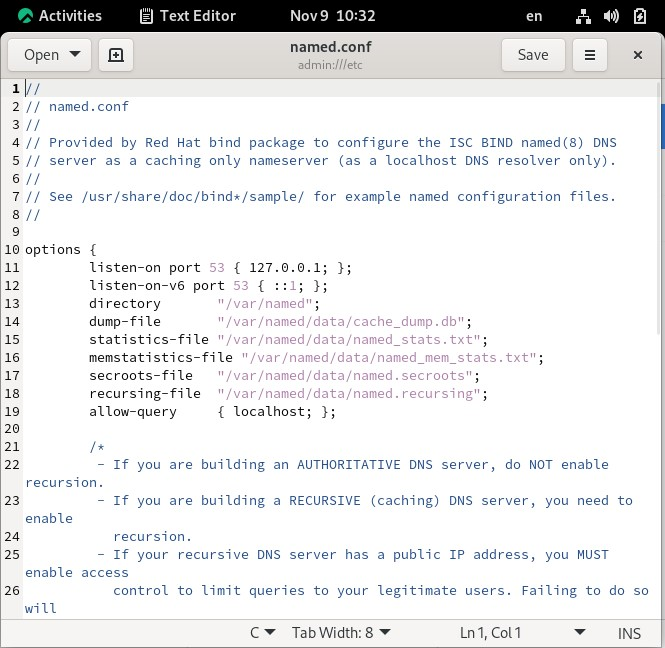 Activities Text Editor Nov 9 10:32 en
Open named.conf Save
admin:///etc
1 //
2 // named.conf
3 //
4 // Provided by Red Hat bind package to configure the ISC BIND named(8) DNS
5 // server as a caching only nameserver (as a localhost DNS resolver only).
6 //
7 // See /usr/share/doc/bind*/sample/ for example named configuration files.
8 //
9
10 options {
11         listen-on port 53 { 127.0.0.1; };
12         listen-on-v6 port 53 { ::1; };
13         directory       "/var/named";
14         dump-file       "/var/named/data/cache_dump.db";
15         statistics-file "/var/named/data/named_stats.txt";
16         memstatistics-file "/var/named/data/named_mem_stats.txt";
17         secroots-file   "/var/named/data/named.secroots";
18         recursing-file  "/var/named/data/named.recursing";
19         allow-query     { localhost; };
20
21         /*
22          - If you are building an AUTHORITATIVE DNS server, do NOT enable
recursion.
23          - If you are building a RECURSIVE (caching) DNS server, you need to
enable
24            recursion.
25          - If your recursive DNS server has a public IP address, you MUST
enable access
26            control to limit queries to your legitimate users. Failing to do so
will
C Tab Width: 8 Ln 1, Col 1 INS